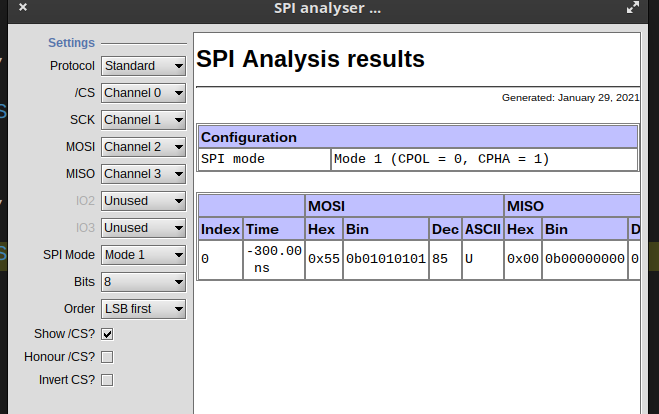 SPI analyser ...
Settings
Protocol Standard
/CS Channel 0
SCK Channel 1
MOSI Channel 2
MISO Channel 3
IO2 Unused
IO3 Unused
SPI Mode Mode 1
Bits 8
Order LSB first
Show /CS?
Honour /CS?
Invert CS?
SPI Analysis results
Generated: January 29, 2021
Configuration
SPI mode Mode 1 (CPOL = 0, CPHA = 1)
MOSI MISO
Index Time Hex Bin Dec ASCII Hex Bin D
0 -300.00 ns 0x55 0b01010101 85 U 0x00 0b00000000 0